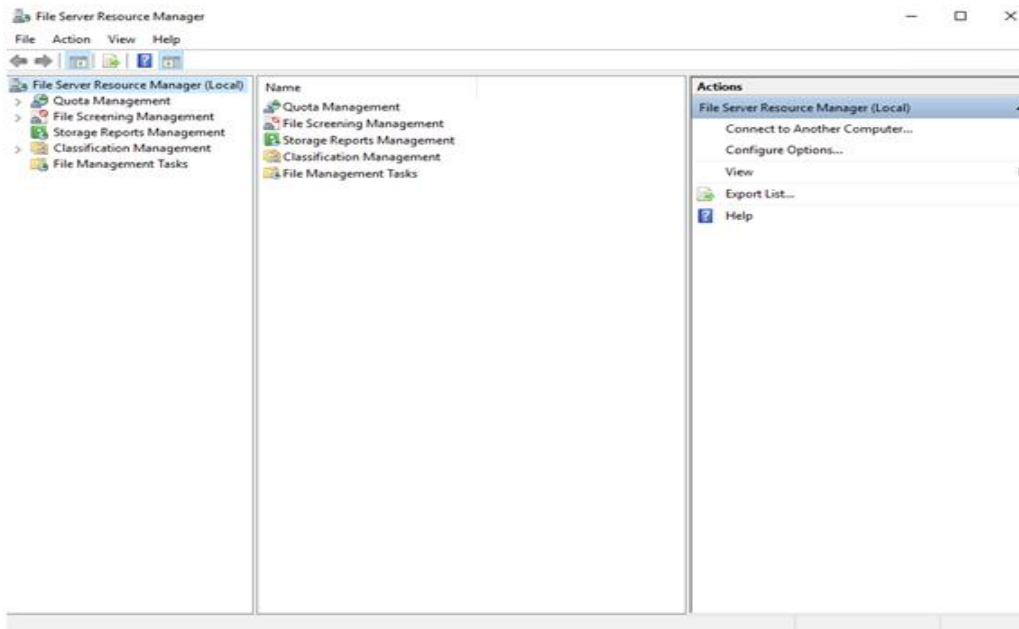 File Server Resource Manager
File Action View Help
File Server Resource Manager (Local)
Quota Management
File Screening Management
Storage Reports Management
Classification Management
File Management Tasks
Name
Quota Management
File Screening Management
Storage Reports Management
Classification Management
File Management Tasks
Actions
File Server Resource Manager (Local)
Connect to Another Computer...
Configure Options...
View
Export List...
Help